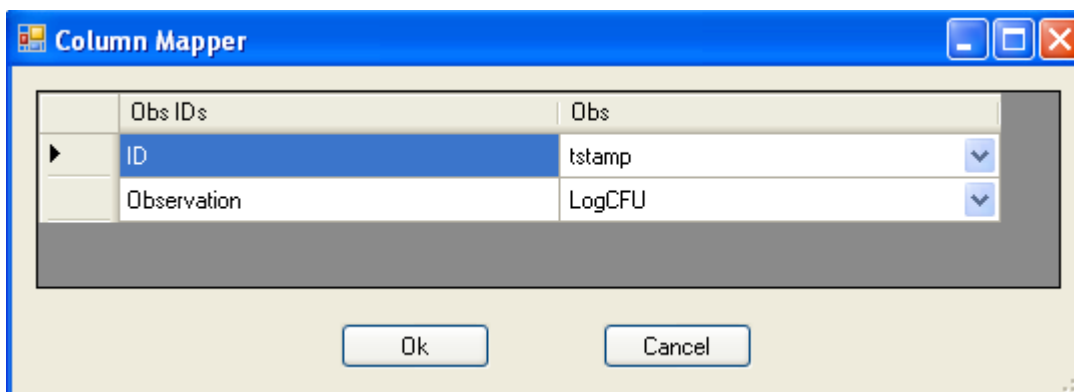 Column Mapper
Obs IDs Obs
ID tstamp
Observation LogCFU
Ok Cancel